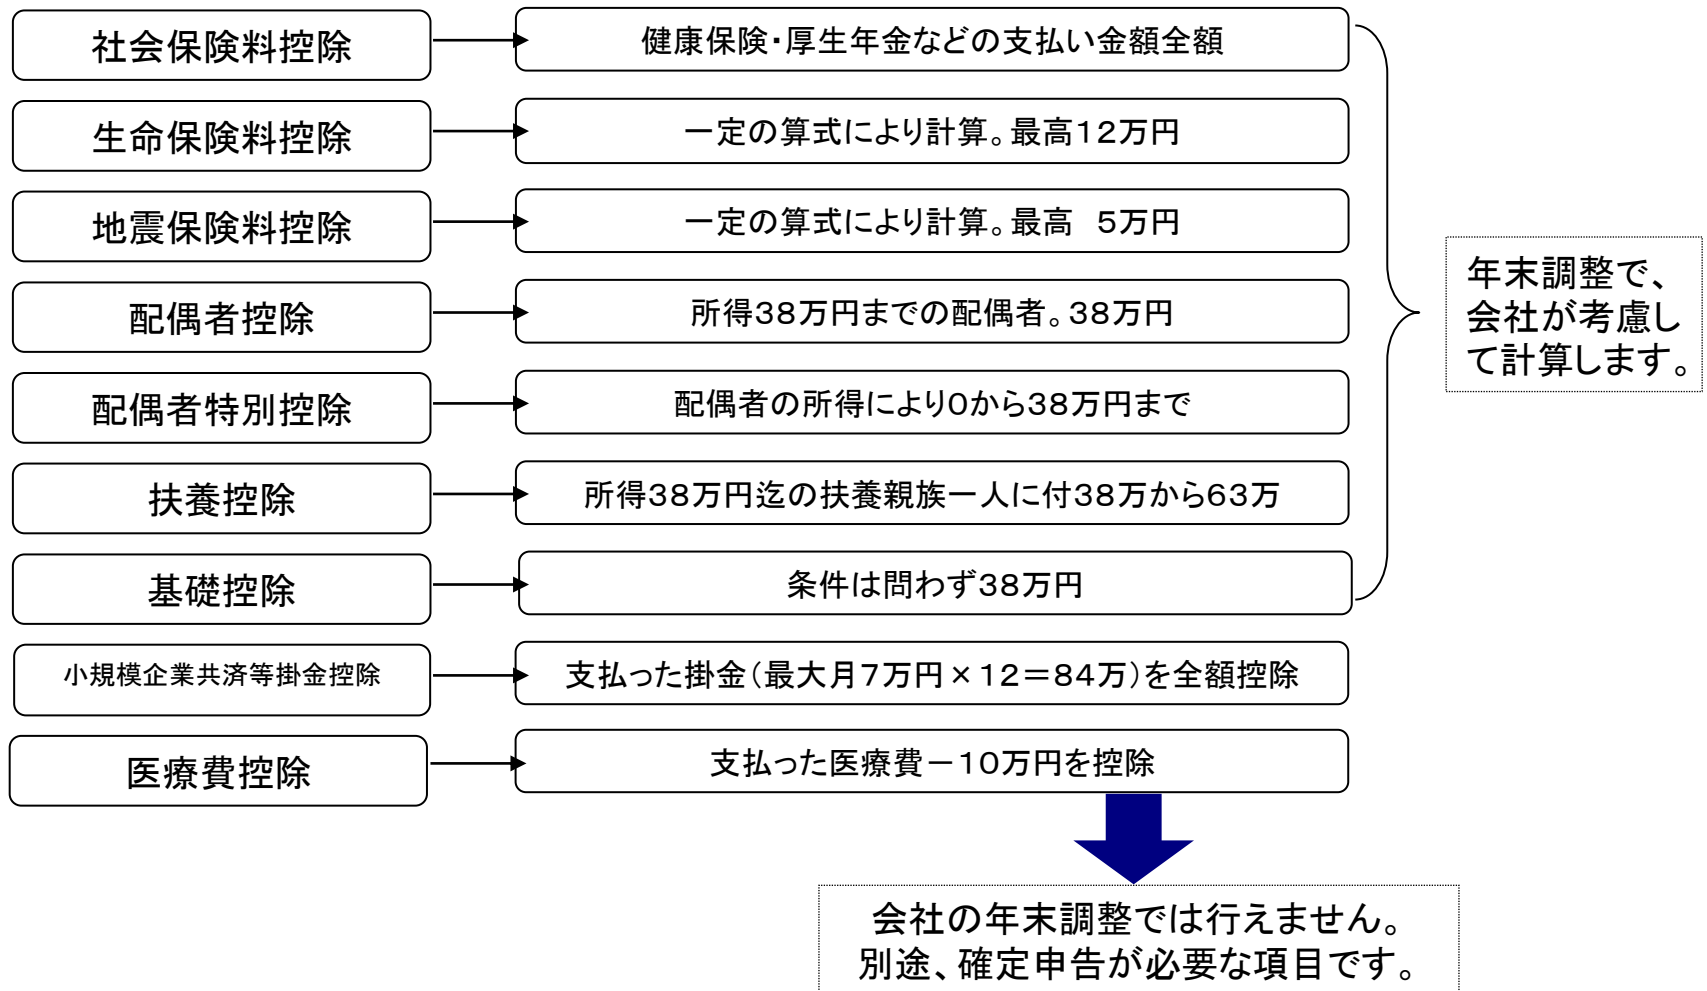 社会保険料控除
健康保険・厚生年金などの支払い金額全額
生命保険料控除
一定の算式により計算。最高１２万円
地震保険料控除
一定の算式により計算。最高　５万円
配偶者控除
所得３８万円までの配偶者。３８万円
配偶者特別控除
配偶者の所得により０から３８万円まで
扶養控除
所得３８万円迄の扶養親族一人に付３８万から６３万
基礎控除
条件は問わず３８万円
小規模企業共済等掛金控除
支払った掛金（最大月７万円×１２＝８４万）を全額控除
医療費控除
支払った医療費－１０万円を控除
年末調整で、
会社が考慮し
て計算します。
会社の年末調整では行えません。
別途、確定申告が必要な項目です。